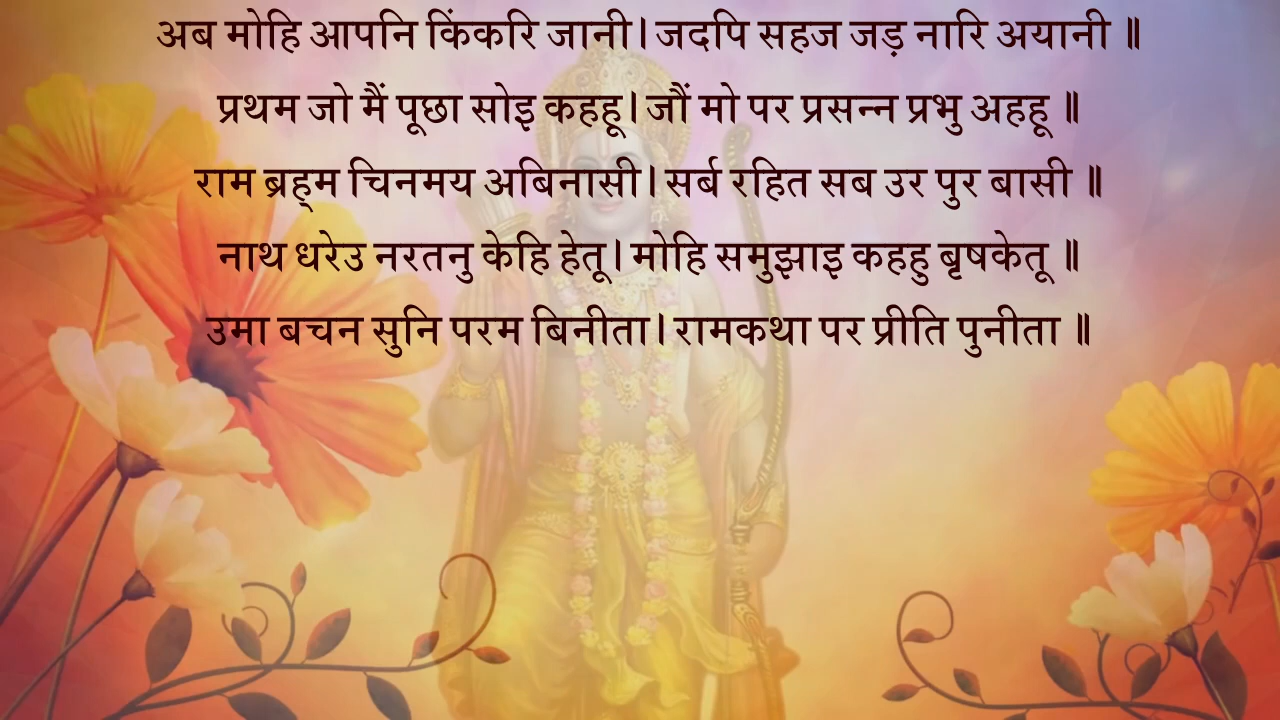 अब मोहि आपनि किंकरि जानी। जदपि सहज जड़ नारि अयानी ॥
प्रथम जो मैं पूछा सोइ कहहू। जौं मो पर प्रसन्न प्रभु अहहू ॥
राम ब्रह्म चिनमय अबिनासी। सर्ब रहित सब उर पुर बासी ॥
नाथ धरेउ नरतनु केहि हेतू। मोहि समुझाइ कहहु बृषकेतू ॥
उमा बचन सुनि परम बिनीता। रामकथा पर प्रीति पुनीता ॥